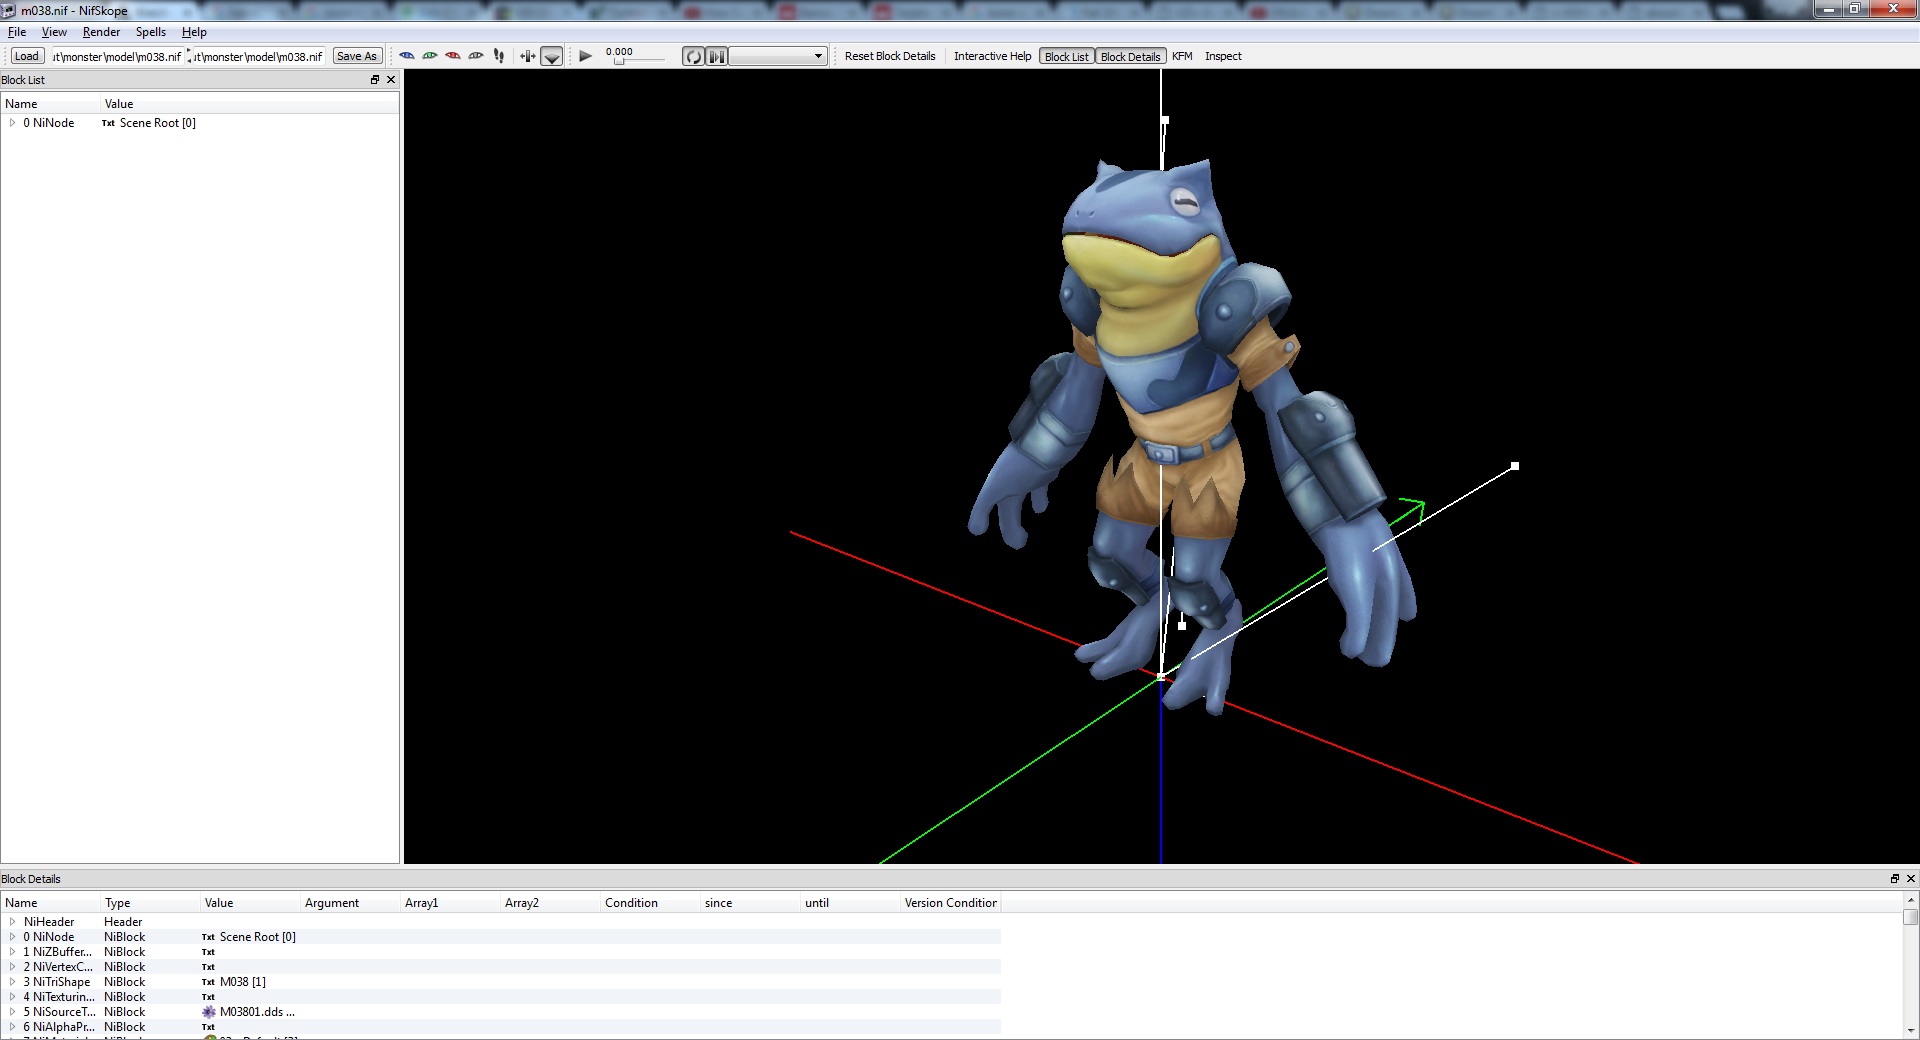 m038.nif - NifSkope
File View Render Spells Help
Load ut\monster\model\m038.nif ut\monster\model\m038.nif Save As 0.000 Reset Block Details Interactive Help Block List Block Details KFM Inspect
Block List
Name Value
0 NiNode Txt Scene Root [0]
Block Details
Name Type Value Argument Array1 Array2 Condition since until Version Condition
NiHeader Header
0 NiNode NiBlock Txt Scene Root [0]
1 NiZBuffer... NiBlock Txt
2 NiVertexC... NiBlock Txt
3 NiTriShape NiBlock Txt M038 [1]
4 NiTexturin... NiBlock Txt
5 NiSourceT... NiBlock M03801.dds ...
6 NiAlphaPr... NiBlock Txt